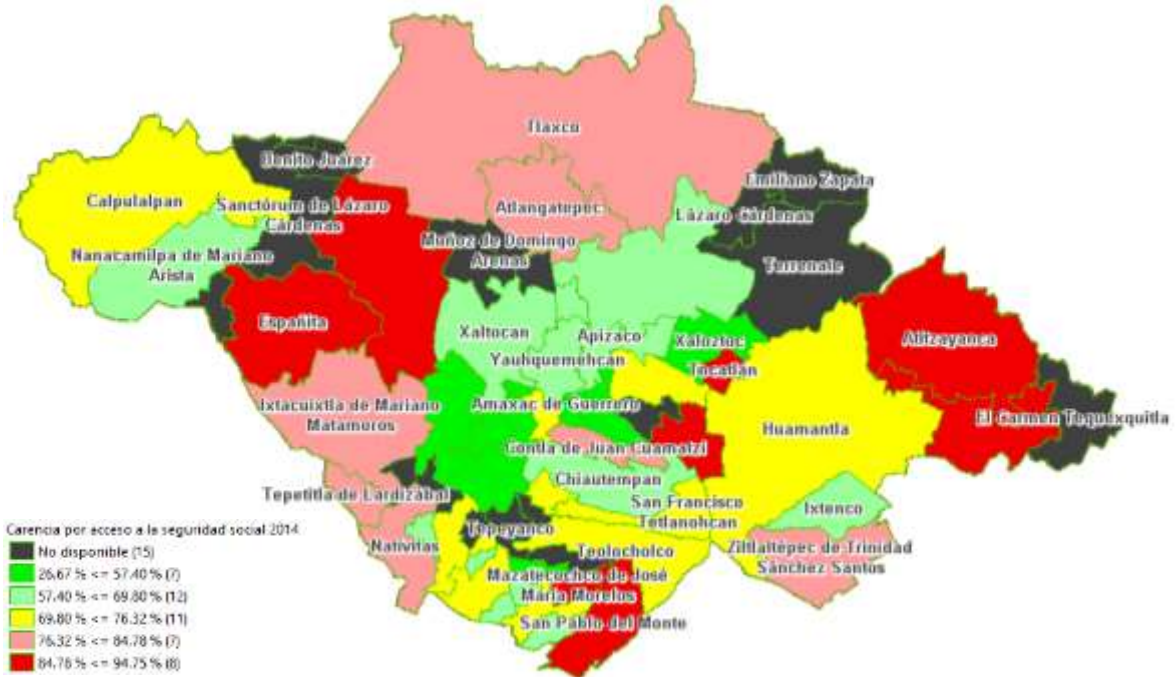 Tlaxco
Benito Juárez
Emiliano Zapata
Calpulalpan
Sanctórum de Lázaro
Cárdenas
Atlangatepec
Lázaro Cárdenas
Muñoz de Domingo
Arenas
Nanacamilpa de Mariano
Arista
Terrenate
Españita
Xaltocan
Apizaco
Xaloztoc
Altzayanca
Yauhquemehcan
Tocatlán
Ixtacuixtla de Mariano
Matamoros
Amaxac de Guerrero
El Carmen Tequexquitla
Huamantla
Contla de Juan Cuamatzi
Chiautempan
Tepetitla de Lardizábal
San Francisco
Tetlanohcan
Ixtenco
Tepeyanco
Nativitas
Teolocholco
Ziltlaltépec de Trinidad
Sánchez Santos
Mazatecochco de José
María Morelos
San Pablo del Monte
Carencia por acceso a la seguridad social 2014
No disponible (15)
26.67 % <= 57.40 % (7)
57.40 % <= 69.80 % (12)
69.80 % <= 76.32 % (11)
76.32 % <= 84.78 % (7)
84.78 % <= 94.75 % (8)